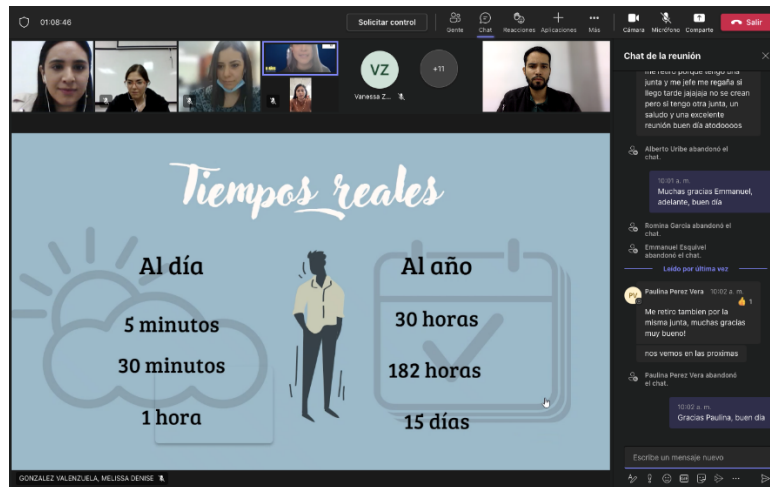 01:08:46
Solicitar control
Gente
Chat
Reacciones
Aplicaciones
Más
Cámara
Micrófono
Comparte
Salir
VZ
Vanessa Z...
+11
Tiempos reales
Al día
Al año
5 minutos
30 horas
30 minutos
182 horas
1 hora
15 días
GONZALEZ VALENZUELA, MELISSA DENISE
Chat de la reunión
me retiro porque tengo una
junta y me jefe me regaña si
llego tarde jajajaja no se crean
pero si tengo otra junta, un
saludo y una excelente
reunión buen día atodoooos
Alberto Uribe abandonó el
chat.
10:01 a. m.
Muchas gracias Emmanuel,
adelante, buen día
Romina García abandonó el
chat.
Emmanuel Esquivel
abandonó el chat.
Leído por última vez
PV
Paulina Perez Vera 10:02 a. m.
1
Me retiro tambien por la
misma junta, muchas gracias
muy bueno!
nos vemos en las proximas
Paulina Perez Vera abandonó
el chat.
10:02 a. m.
Gracias Paulina, buen día
Escribe un mensaje nuevo